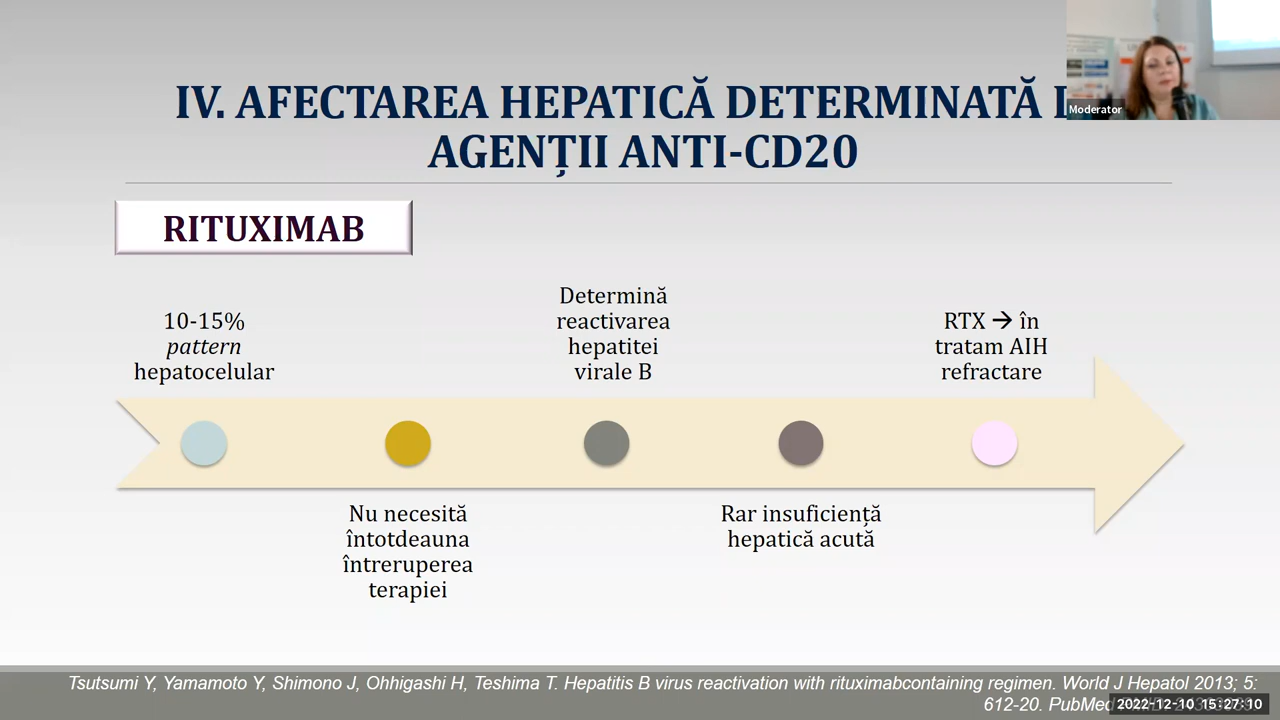 IV. AFECTAREA HEPATICĂ DETERMINATĂ
AGENȚII ANTI-CD20
Moderator
RITUXIMAB
10-15%
pattern
hepatocelular
Nu necesită
întotdeauna
întreruperea
terapiei
Determină
reactivarea
hepatitei
virale B
Rar insuficiență
hepatică acută
RTX → în
tratam AIH
refractare
Tsutsumi Y, Yamamoto Y, Shimono J, Ohhigashi H, Teshima T. Hepatitis B virus reactivation with rituximabcontaining regimen. World J Hepatol 2013; 5:
612-20. PubMed
2022-12-10 15:27:10